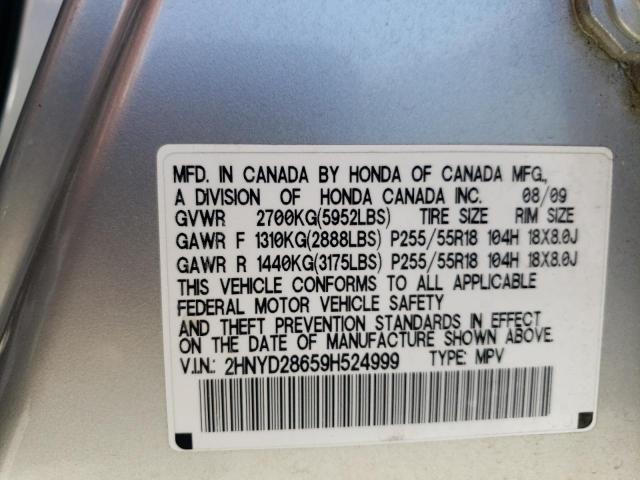 MFD. IN CANADA BY HONDA OF CANADA MFG.,
A DIVISION OF HONDA CANADA INC. 08/09
GVWR 2700KG(5952LBS) TIRE SIZE RIM SIZE
GAWR F 1310KG(2888LBS) P255/55R18 104H 18X8.0J
GAWR R 1440KG(3175LBS) P255/55R18 104H 18X8.0J
THIS VEHICLE CONFORMS TO ALL APPLICABLE
FEDERAL MOTOR VEHICLE SAFETY
AND THEFT PREVENTION STANDARDS IN EFFECT
ON THE DATE OF MANUFACTURE SHOWN ABOVE.
V.I.N.: 2HNYD28659H524999 TYPE: MPV